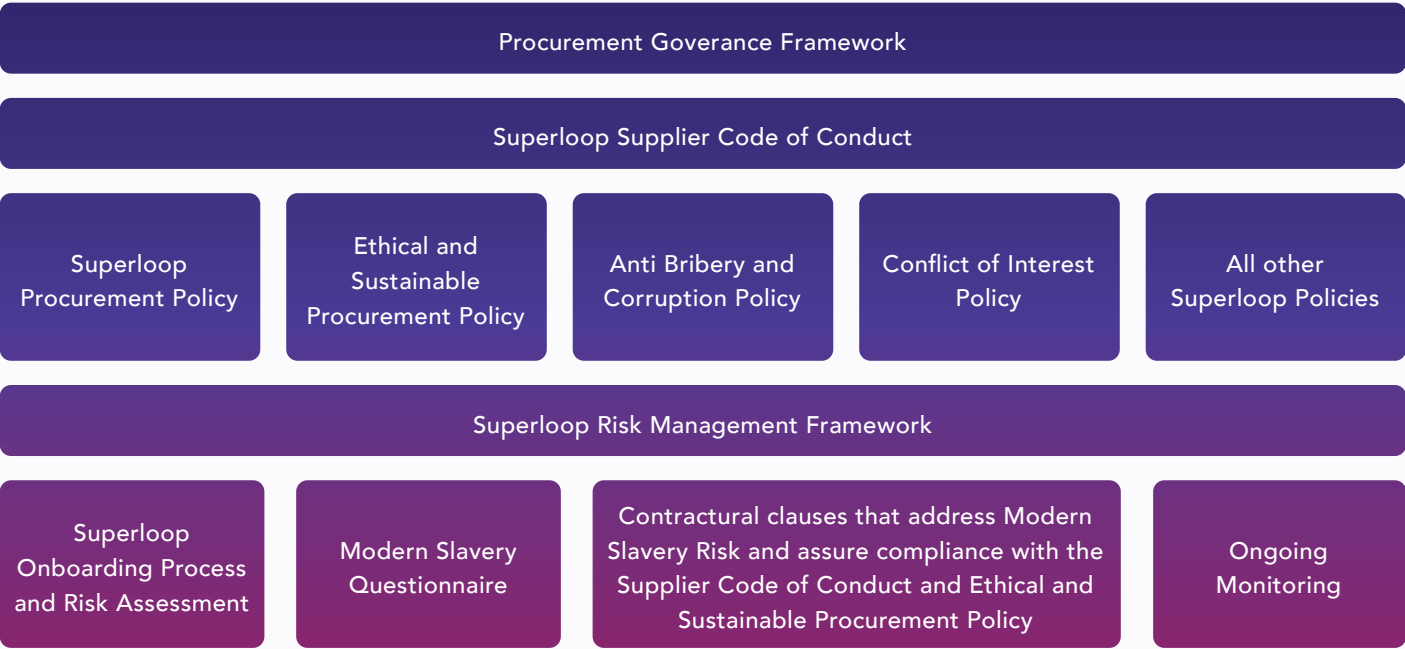 Procurement Goverance Framework
Superloop Supplier Code of Conduct
Superloop
Procurement Policy
Ethical and
Sustainable
Procurement Policy
Anti Bribery and
Corruption Policy
Conflict of Interest
Policy
All other
Superloop Policies
Superloop Risk Management Framework
Superloop
Onboarding Process
and Risk Assessment
Modern Slavery
Questionnaire
Contractural clauses that address Modern
Slavery Risk and assure compliance with the
Supplier Code of Conduct and Ethical and
Sustainable Procurement Policy
Ongoing
Monitoring